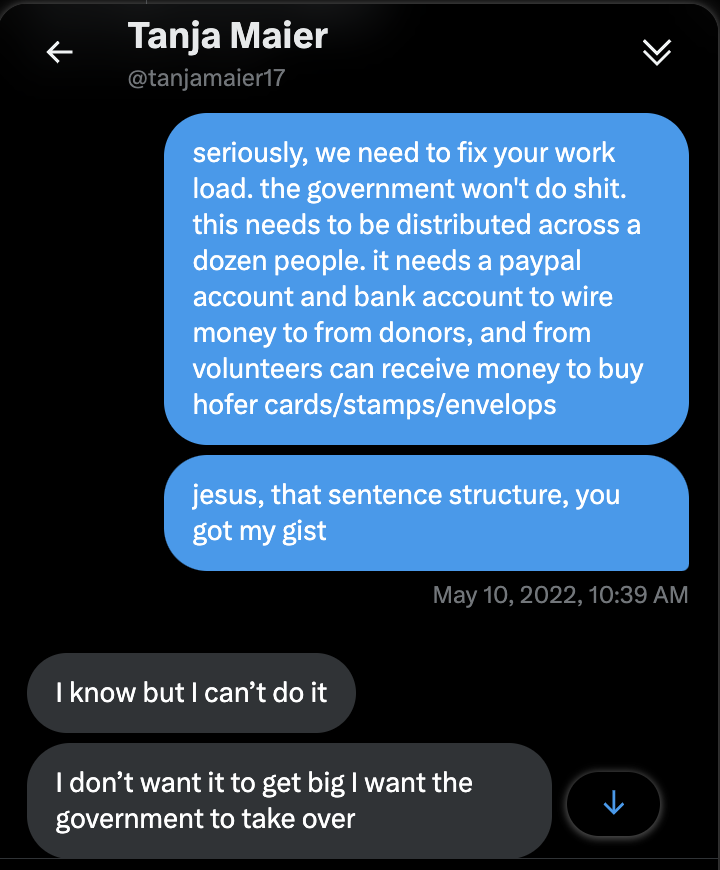 Tanja Maier
@tanjamaier17
seriously, we need to fix your work
load. the government won't do shit.
this needs to be distributed across a
dozen people. it needs a paypal
account and bank account to wire
money to from donors, and from
volunteers can receive money to buy
hofer cards/stamps/envelops
jesus, that sentence structure, you
got my gist
May 10, 2022, 10:39 AM
I know but I can’t do it
I don’t want it to get big I want the
government to take over